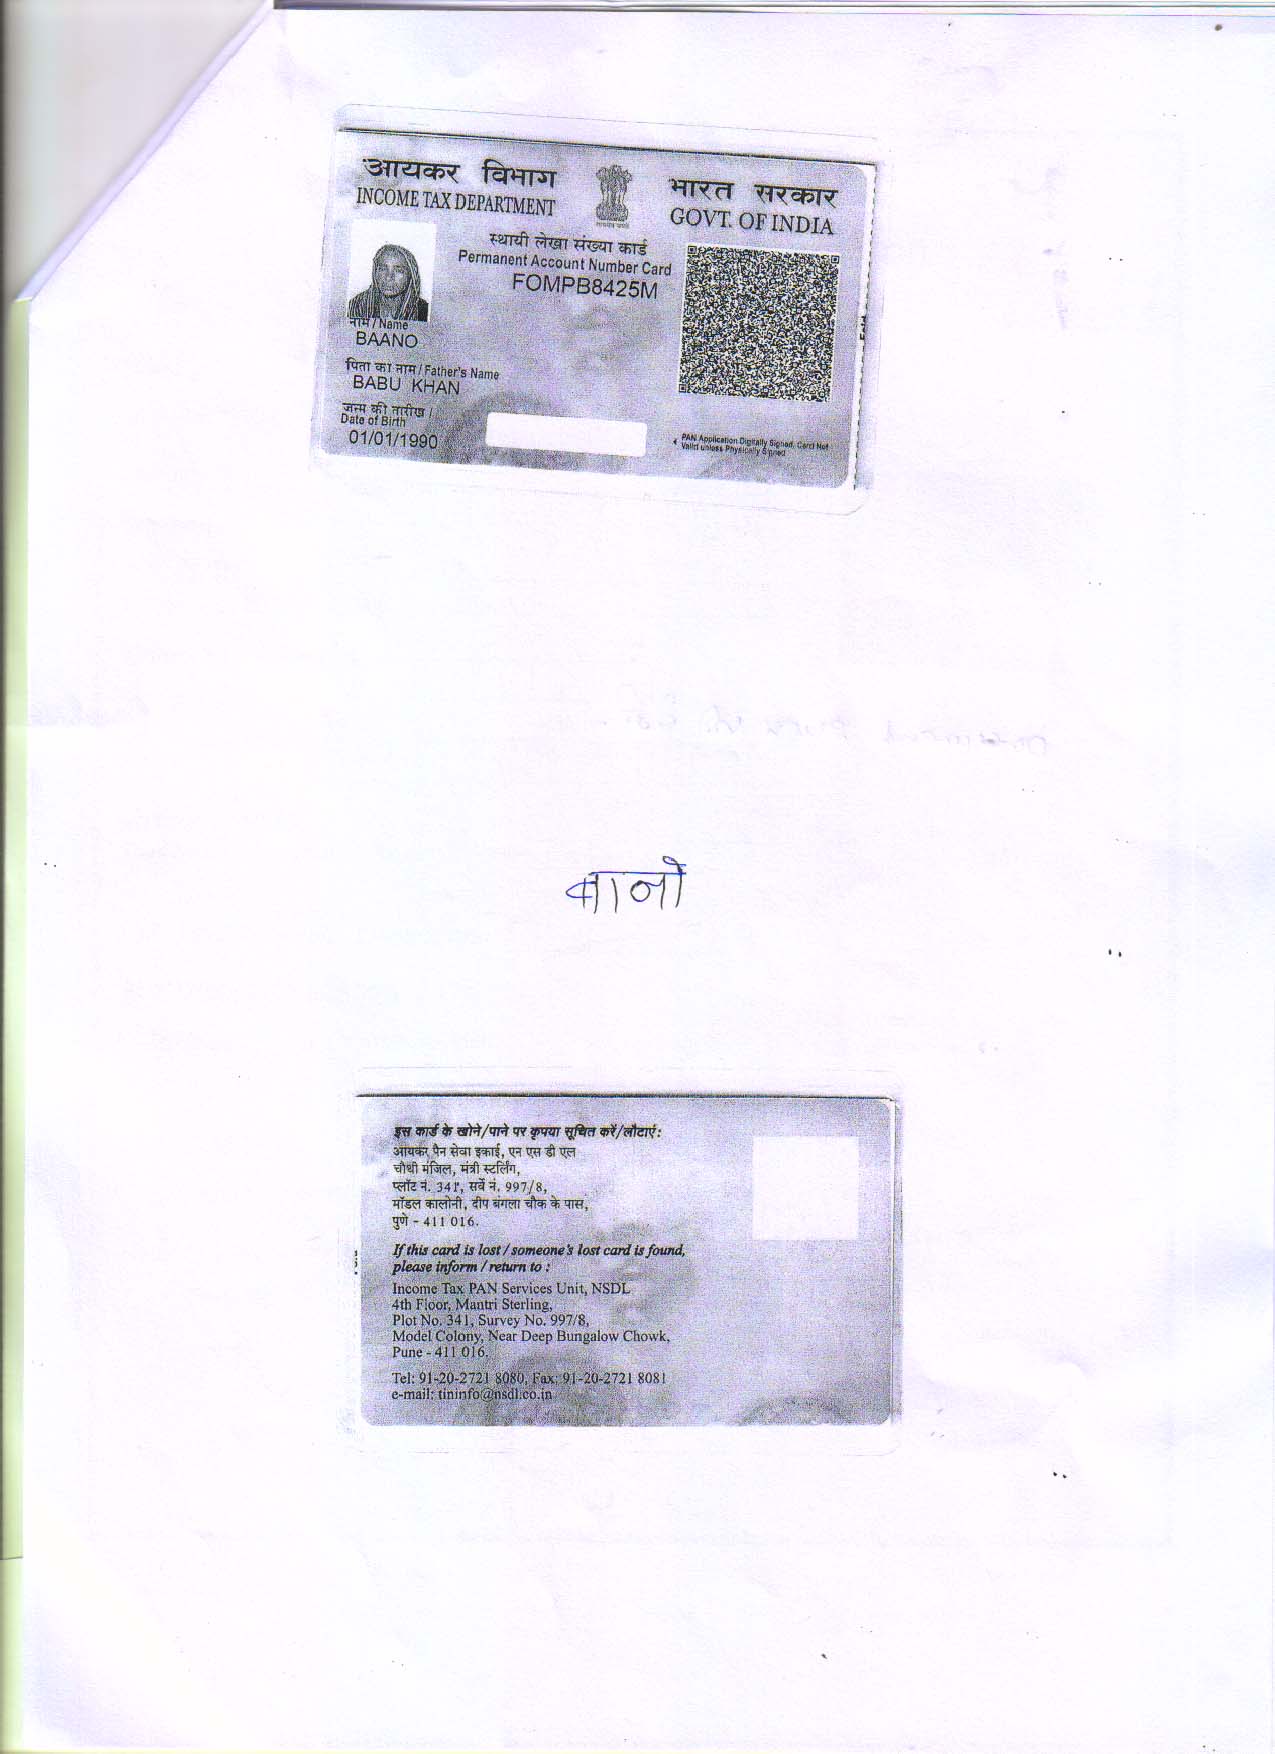 आयकर विभाग
INCOME TAX DEPARTMENT
भारत सरकार
GOVT. OF INDIA
स्थायी लेखा संख्या कार्ड
Permanent Account Number Card
FOMPB8425M
नाम / Name
BAANO
पिता का नाम / Father's Name
BABU KHAN
जन्म की तारीख /
Date of Birth
01/01/1990
PAN Application Digitally Signed, Card Not
Valid unless Physically Signed
बानो
इस कार्ड के खोने/पाने पर कृपया सूचित करें/लौटाएं :
आयकर पैन सेवा इकाई, एन एस डी एल
चौथी मंजिल, मंत्री स्टर्लिंग,
प्लॉट नं. 341, सर्वे नं. 997/8,
मॉडल कालोनी, दीप बंगला चौक के पास,
पुणे - 411 016.
If this card is lost / someone's lost card is found,
please inform / return to :
Income Tax PAN Services Unit, NSDL
4th Floor, Mantri Sterling,
Plot No. 341, Survey No. 997/8,
Model Colony, Near Deep Bungalow Chowk,
Pune - 411 016.
Tel: 91-20-2721 8080, Fax: 91-20-2721 8081
e-mail: tininfo@nsdl.co.in